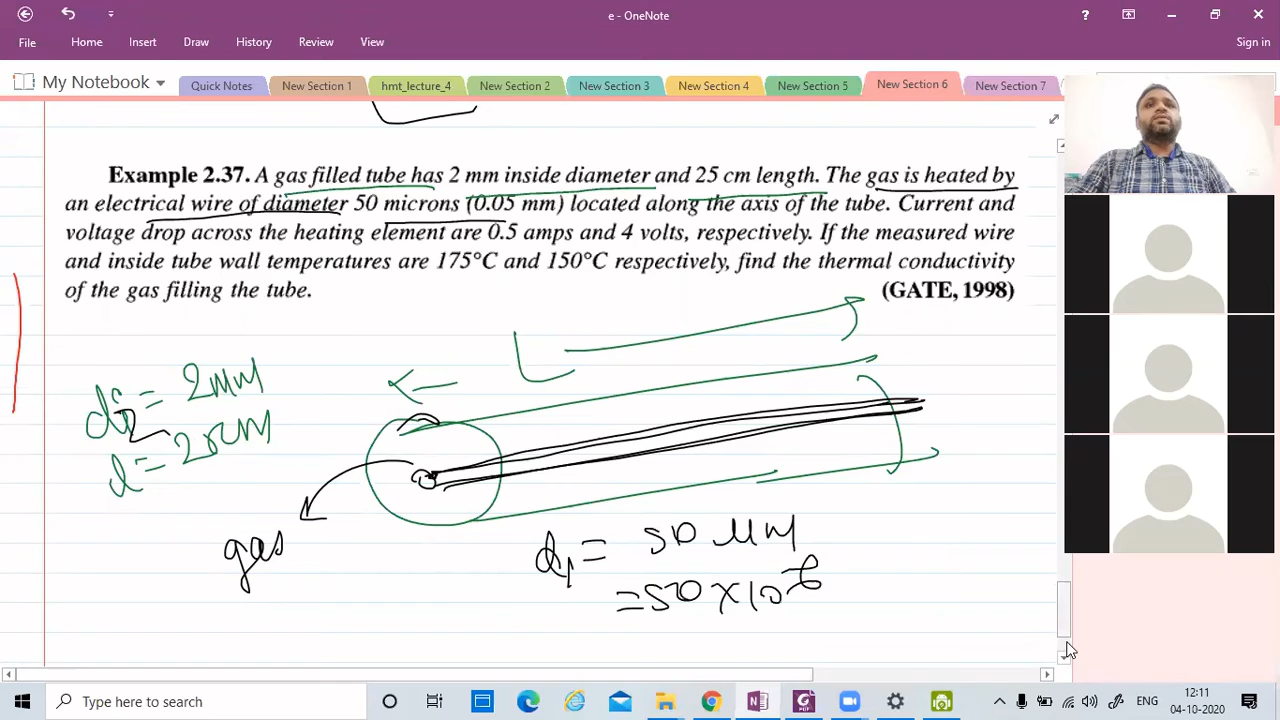 e - OneNote
File Home Insert Draw History Review View
Sign in
My Notebook
Quick Notes New Section 1 hmt_lecture_4 New Section 2 New Section 3 New Section 4 New Section 5 New Section 6 New Section 7
Example 2.37. A gas filled tube has 2 mm inside diameter and 25 cm length. The gas is heated by
an electrical wire of diameter 50 microns (0.05 mm) located along the axis of the tube. Current and
voltage drop across the heating element are 0.5 amps and 4 volts, respectively. If the measured wire
and inside tube wall temperatures are 175°C and 150°C respectively, find the thermal conductivity
of the gas filling the tube.
(GATE, 1998)
L
= 2mm
l = 25cm
gas
d1 = 50 μm
= 50 × 10-6
Type here to search
ENG
2:11
04-10-2020